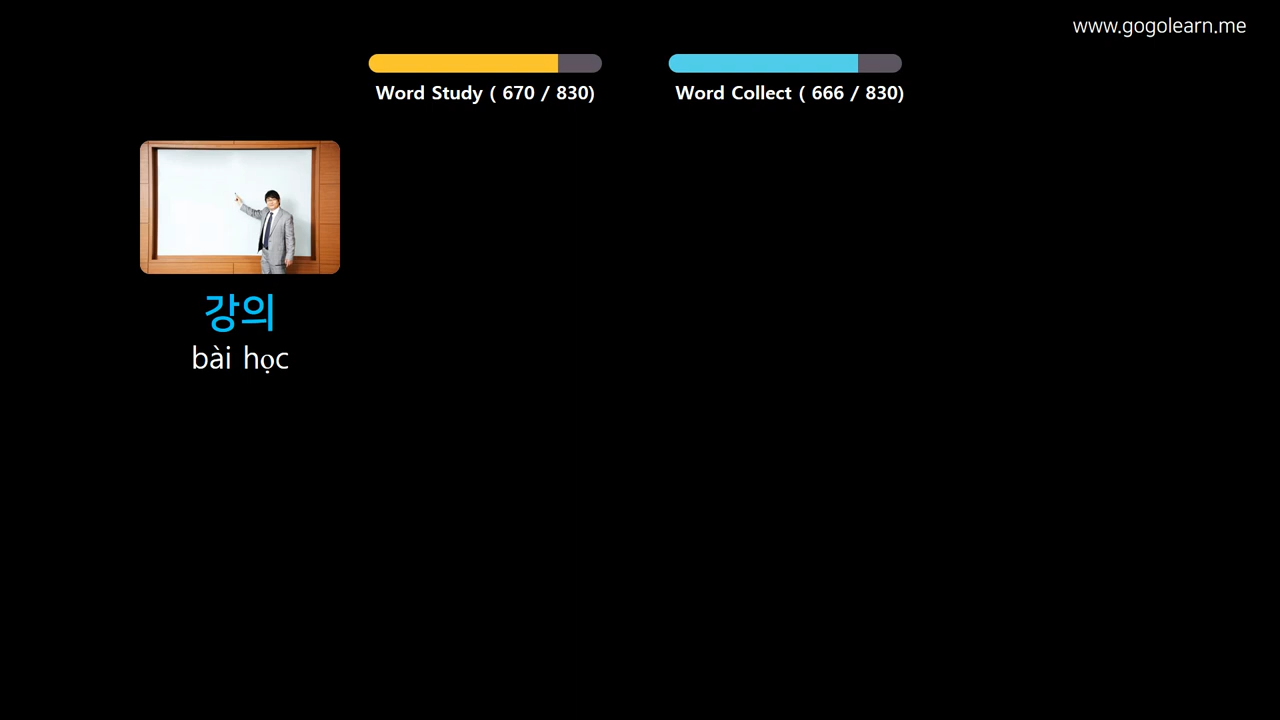 www.gogolearn.me
Word Study ( 670 / 830)
Word Collect ( 666 / 830)
강의
bài học